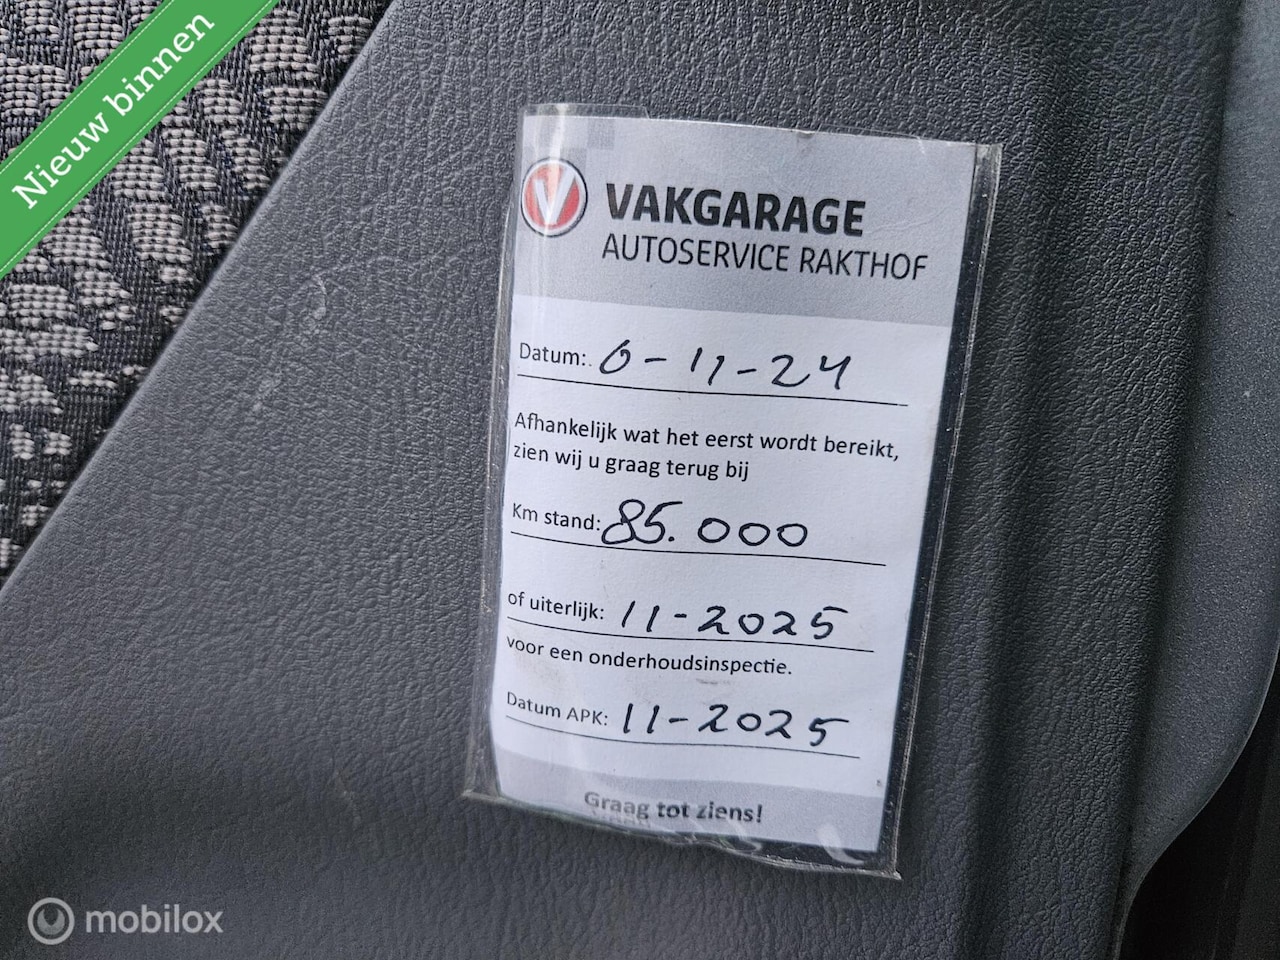 Nieuw binnen
V
VAKGARAGE
AUTOSERVICE RAKTHOF
Datum: 6-11-24
Afhankelijk wat het eerst wordt bereikt,
zien wij u graag terug bij
Km stand: 85.000
of uiterlijk: 11-2025
voor een onderhoudsinspectie.
Datum APK: 11-2025
Graag tot ziens!
mobilox